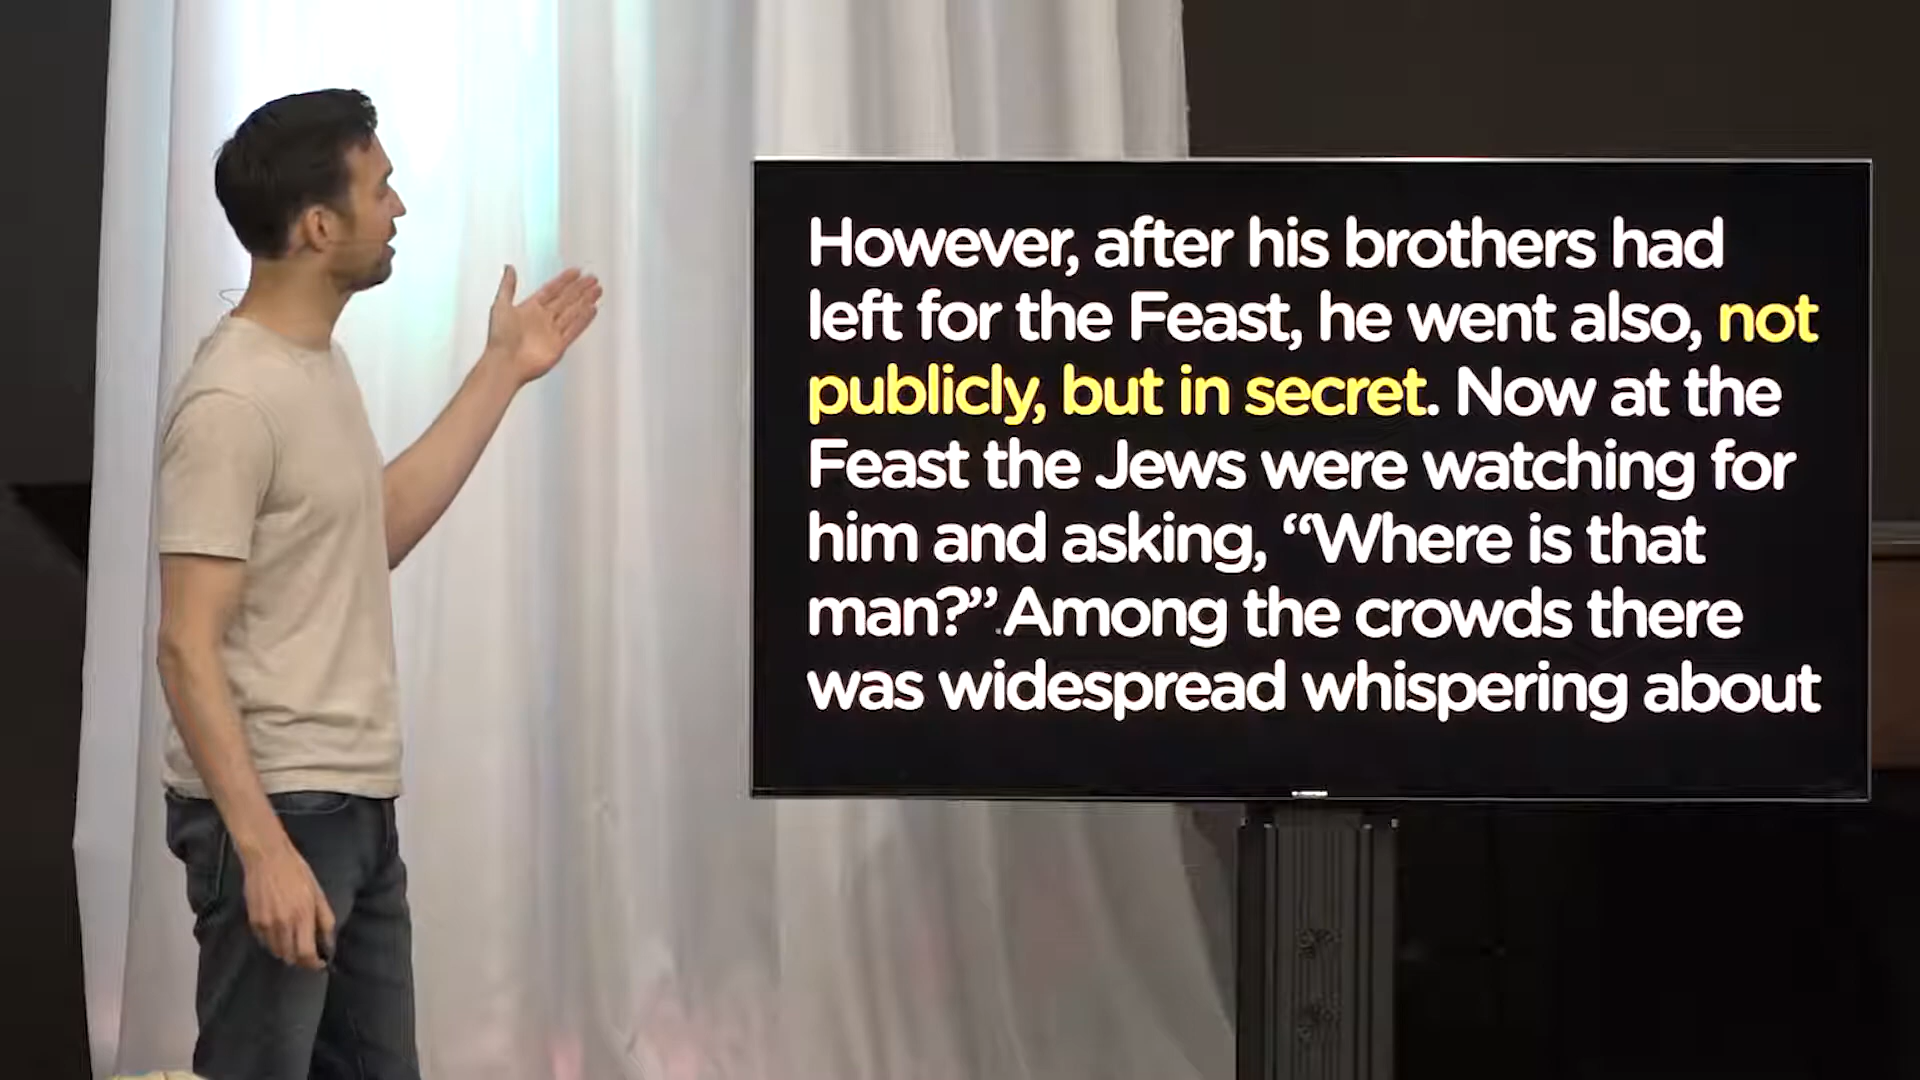 However, after his brothers had
left for the Feast, he went also, not
publicly, but in secret. Now at the
Feast the Jews were watching for
him and asking, “Where is that
man?” Among the crowds there
was widespread whispering about